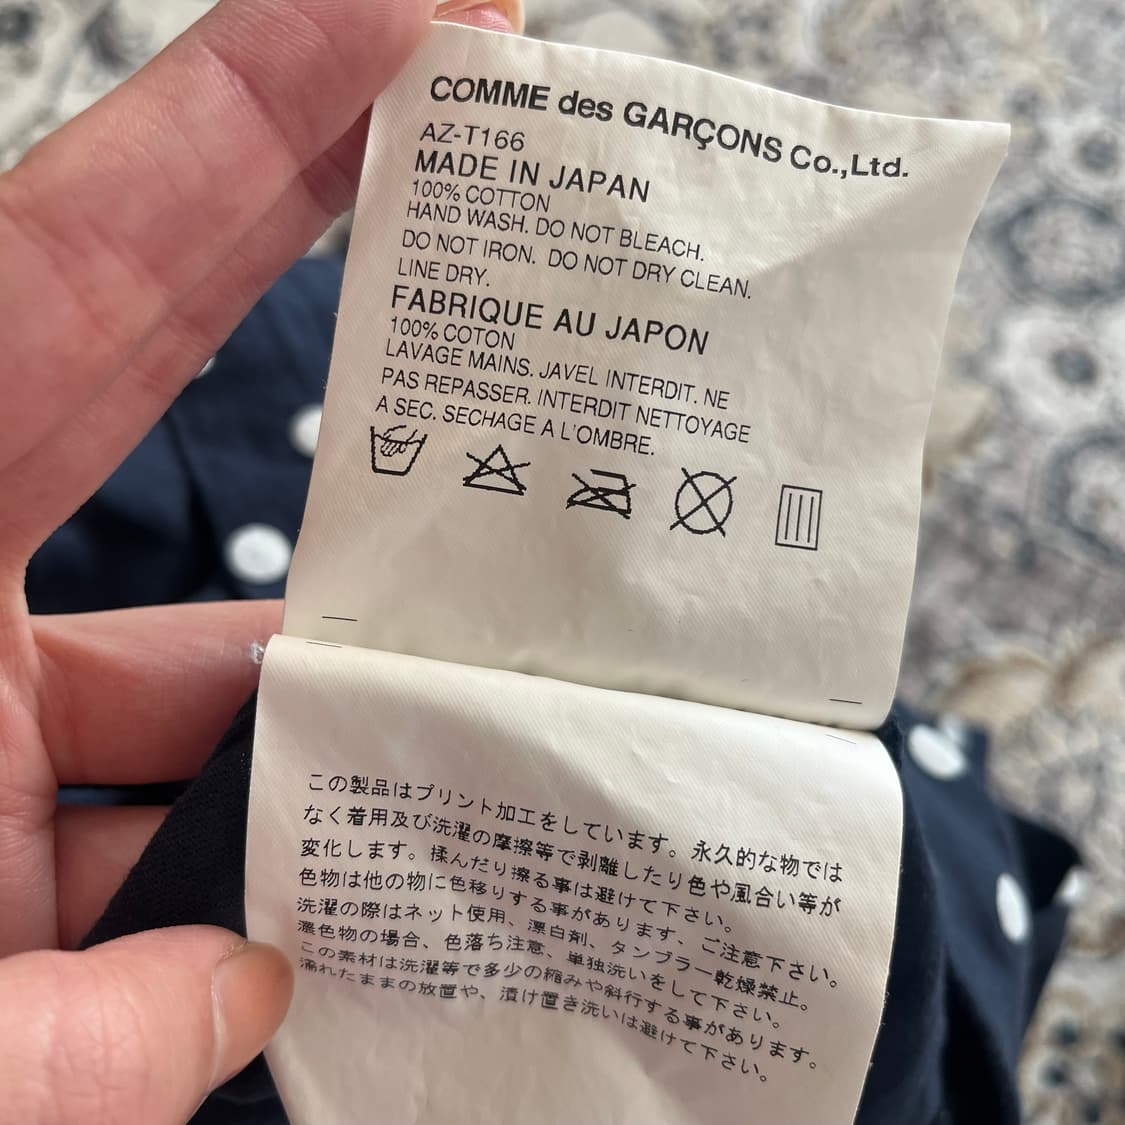 COMME des GARÇONS Co.,Ltd.
AZ-T166
MADE IN JAPAN
100% COTTON
HAND WASH. DO NOT BLEACH.
DO NOT IRON. DO NOT DRY CLEAN.
LINE DRY.
FABRIQUE AU JAPON
100% COTON
LAVAGE MAINS. JAVEL INTERDIT. NE
PAS REPASSER. INTERDIT NETTOYAGE
A SEC. SECHAGE A L'OMBRE.
この製品はプリント加工をしています。永久的な物では
なく着用及び洗濯の摩擦等で剥離したり色や風合い等が
変化します。揉んだり擦る事は避けて下さい。
色物は他の物に色移りする事があります、ご注意下さい。
洗濯の際はネット使用、漂白剤、タンブラー乾燥禁止。
濃色物の場合、色落ち注意、単独洗いをして下さい。
この素材は洗濯等で多少の縮みや斜行する事があります。
濡れたままの放置や、漬け置き洗いは避けて下さい。